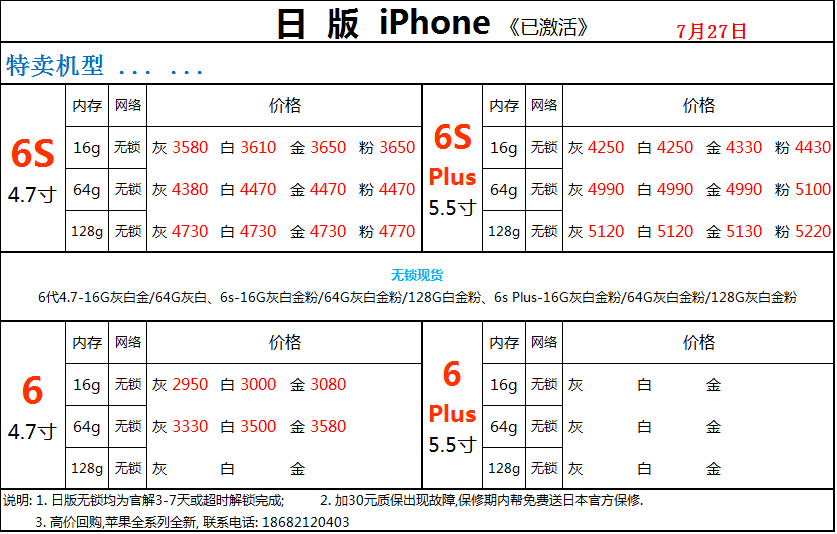 日 版 iPhone 《已激活》 7月27日
特卖机型 ... ...
6S 4.7寸
内存 网络 价格
16g 无锁 灰 3580 白 3610 金 3650 粉 3650
64g 无锁 灰 4380 白 4470 金 4470 粉 4470
128g 无锁 灰 4730 白 4730 金 4730 粉 4770
6S Plus 5.5寸
内存 网络 价格
16g 无锁 灰 4250 白 4250 金 4330 粉 4430
64g 无锁 灰 4990 白 4990 金 4990 粉 5100
128g 无锁 灰 5120 白 5120 金 5130 粉 5220
无锁现货
6代4.7-16G灰白金/64G灰白、6s-16G灰白金粉/64G灰白金粉/128G白金粉、6s Plus-16G灰白金粉/64G灰白金粉/128G灰白金粉
6 4.7寸
内存 网络 价格
16g 无锁 灰 2950 白 3000 金 3080
64g 无锁 灰 3330 白 3500 金 3580
128g 无锁 灰 白 金
6 Plus 5.5寸
内存 网络 价格
16g 无锁 灰 白 金
64g 无锁 灰 白 金
128g 无锁 灰 白 金
说明: 1. 日版无锁均为官解3-7天或超时解锁完成; 2. 加30元质保出现故障,保修期内帮免费送日本官方保修.
3. 高价回购,苹果全系列全新, 联系电话: 18682120403